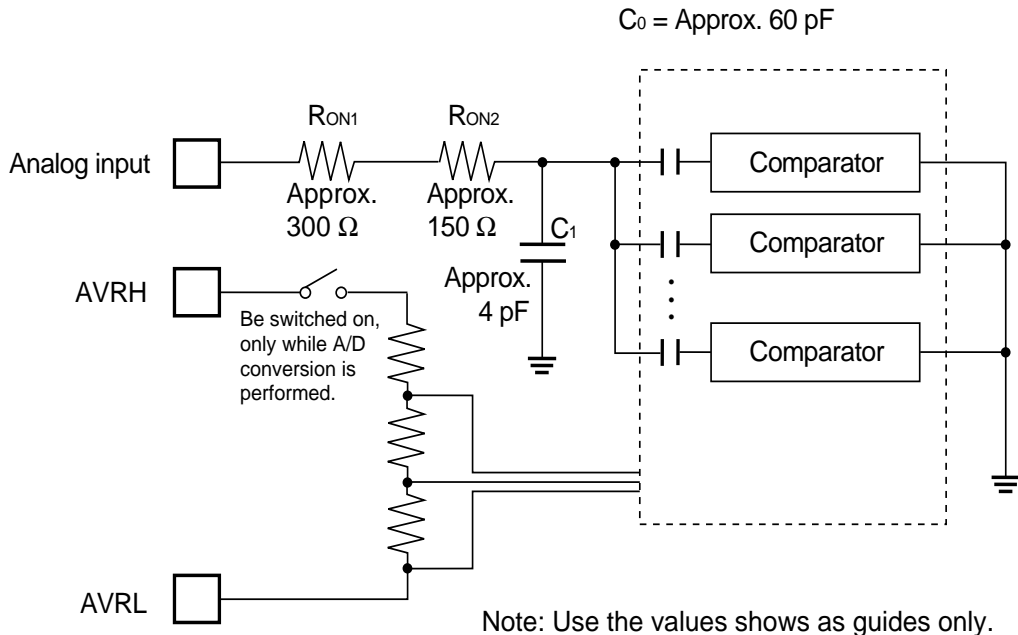 C0 = Approx. 60 pF
RON1
RON2
Analog input
Approx.
300 Ω
Approx.
150 Ω
C1
Approx.
4 pF
Comparator
Comparator
Comparator
AVRH
Be switched on,
only while A/D
conversion is
performed.
AVRL
Note: Use the values shows as guides only.